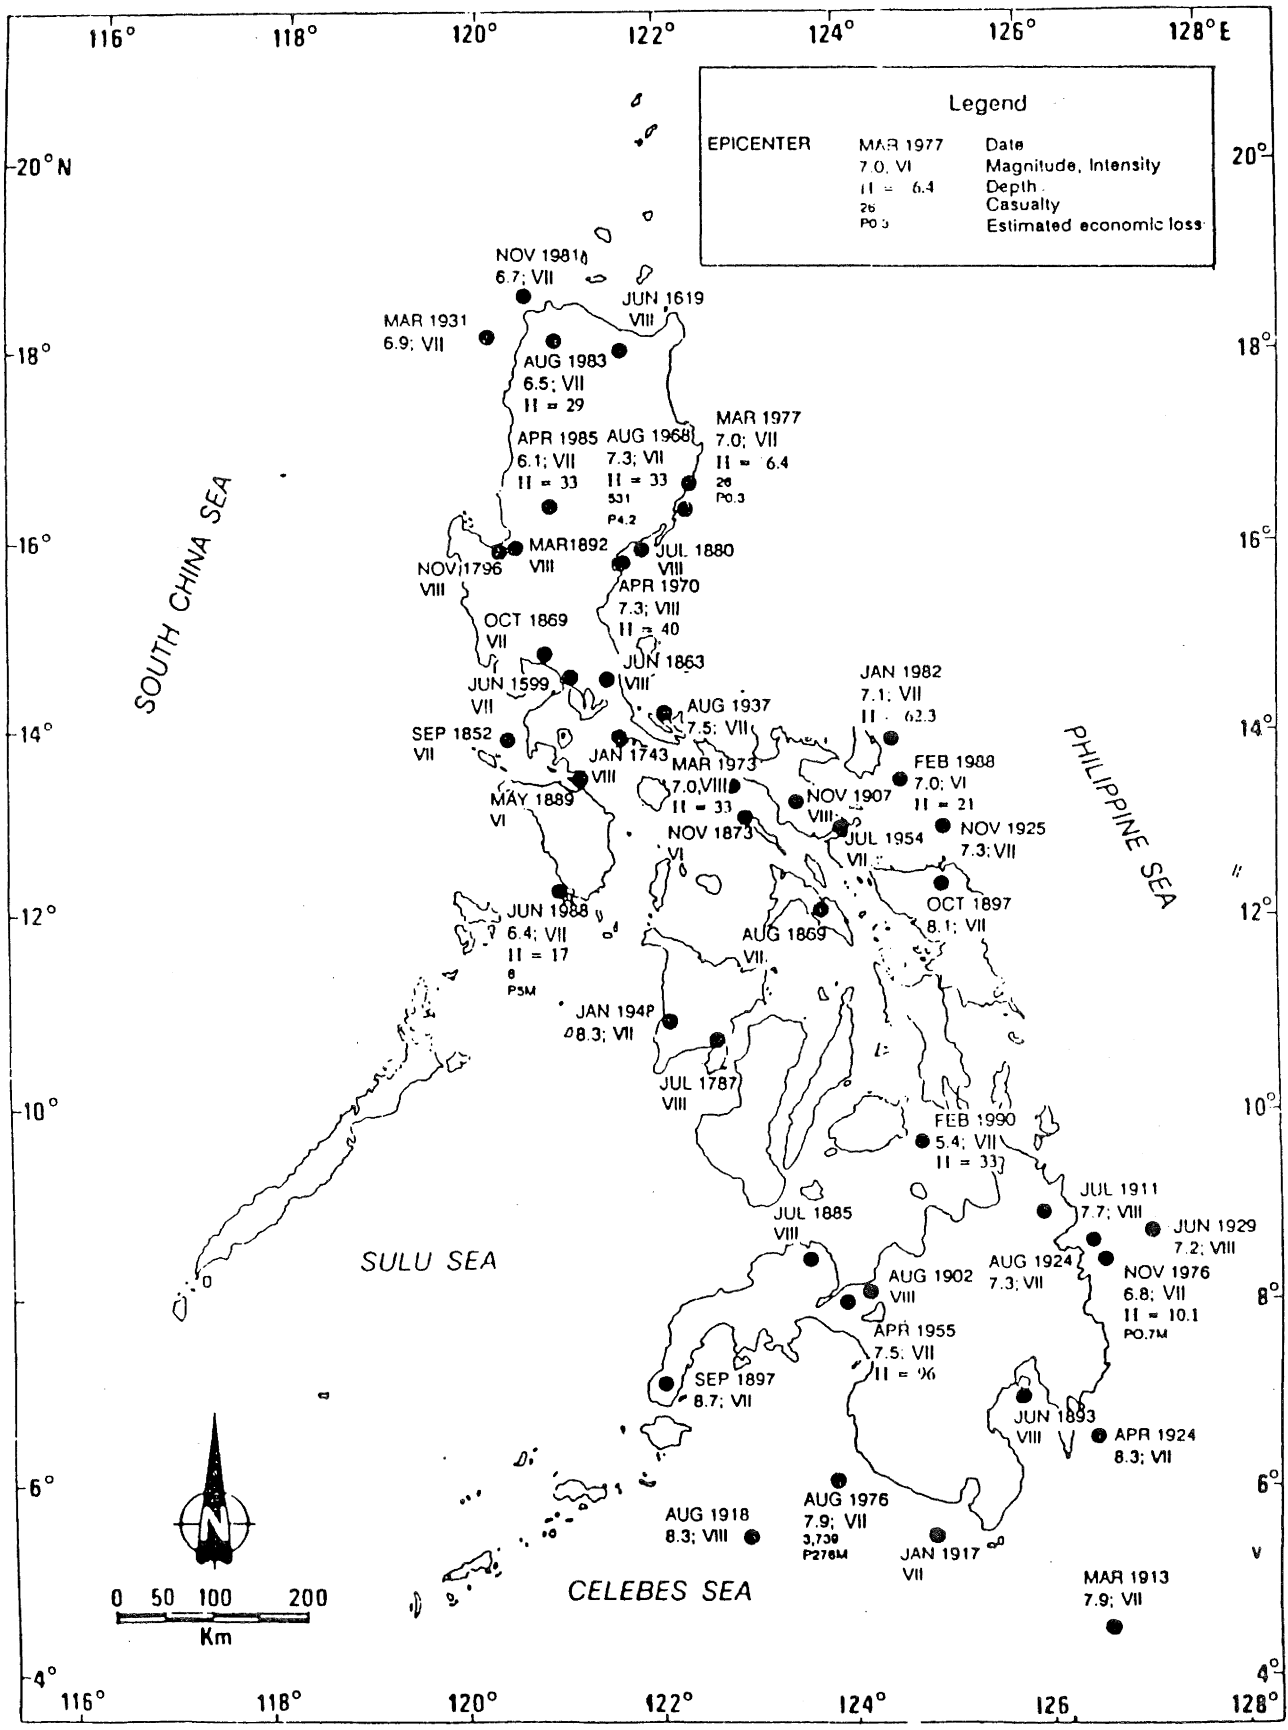 116° 118° 120° 122° 124° 126° 128°E
Legend
EPICENTER MAR 1977 Date
7.0, VI Magnitude, Intensity
H = 6.4 Depth
26 Casualty
Estimated economic loss
20°N 20°
NOV 1981
6.7; VII
JUN 1619
VIII
MAR 1931
6.9; VII
18° 18°
AUG 1983
6.5; VII
H = 29
MAR 1977
7.0; VII
H = 6.4
26
P0.3
APR 1985
6.1; VII
H = 33
AUG 1968
7.3; VII
H = 33
531
P4.2
SOUTH CHINA SEA
16° 16°
MAR1892
VIII
JUL 1880
VIII
NOV 1796
VIII
APR 1970
7.3; VIII
H = 40
OCT 1869
VII
JUN 1863
VIII
JUN 1599
VII
JAN 1982
7.1; VII
H = 62.3
AUG 1937
7.5; VII
14° 14°
SEP 1852
VII
JAN 1743
VIII
PHILIPPINE SEA
MAR 1973
7.0, VIII
H = 33
FEB 1988
7.0; VI
H = 21
MAY 1889
VI
NOV 1907
VIII
NOV 1873
VI
JUL 1954
VII
NOV 1925
7.3; VII
12° 12°
JUN 1988
6.4; VII
H = 17
6
P5M
OCT 1897
8.1; VII
AUG 1869
VII
JAN 1948
8.3; VII
JUL 1787
VIII
10° 10°
FEB 1990
5.4; VII
H = 33
JUL 1911
7.7; VIII
JUL 1885
VIII
JUN 1929
7.2; VIII
SULU SEA
AUG 1924
7.3; VII
AUG 1902
VIII
NOV 1976
6.8; VII
H = 10.1
P0.7M
8°
APR 1955
7.5; VII
H = 96
SEP 1897
8.7; VII
JUN 1893
VIII
APR 1924
8.3; VII
6° 6°
AUG 1976
7.9; VII
3,739
P276M
AUG 1918
8.3; VIII
N
JAN 1917
VII
CELEBES SEA
MAR 1913
7.9; VII
0 50 100 200
Km
4° 4°
116° 118° 120° 122° 124° 126° 128°